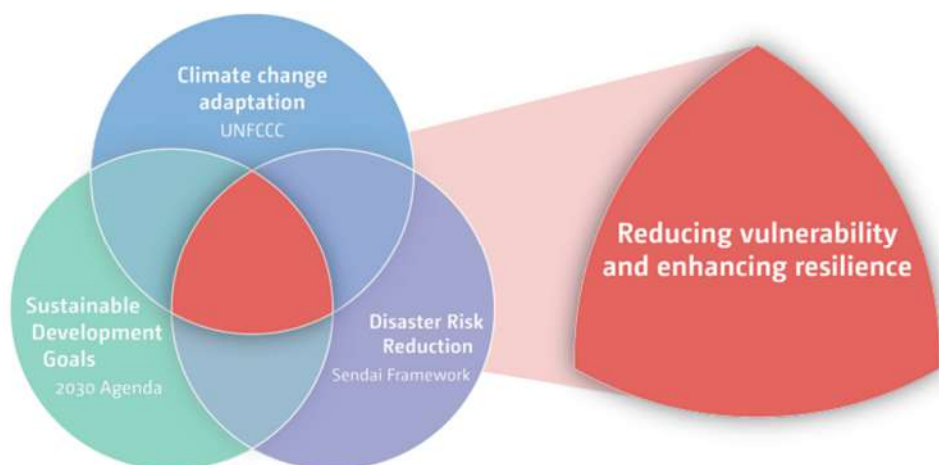 Climate change
adaptation
UNFCCC
Sustainable
Development
Goals
2030 Agenda
Disaster Risk
Reduction
Sendai Framework
Reducing vulnerability
and enhancing resilience